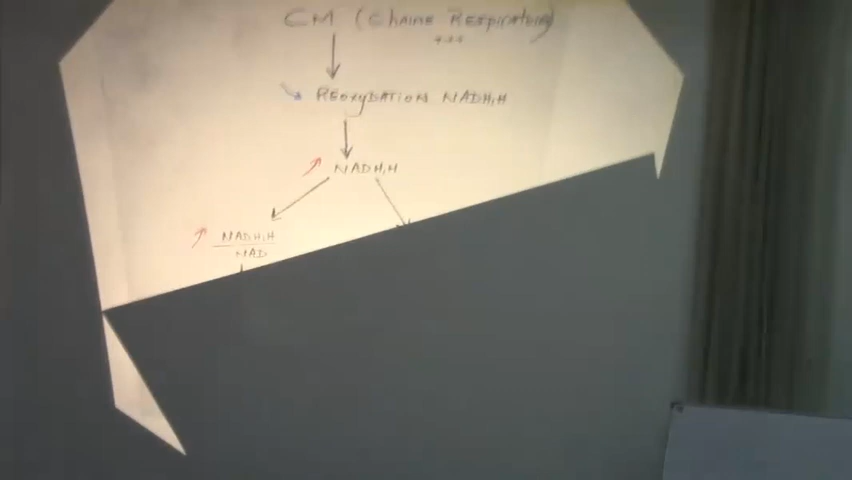 CM (Chaine Respiratoire)
+++
↘ REoxyDATION NADH,H
↗ NADH,H
↗ NADH,H
NAD